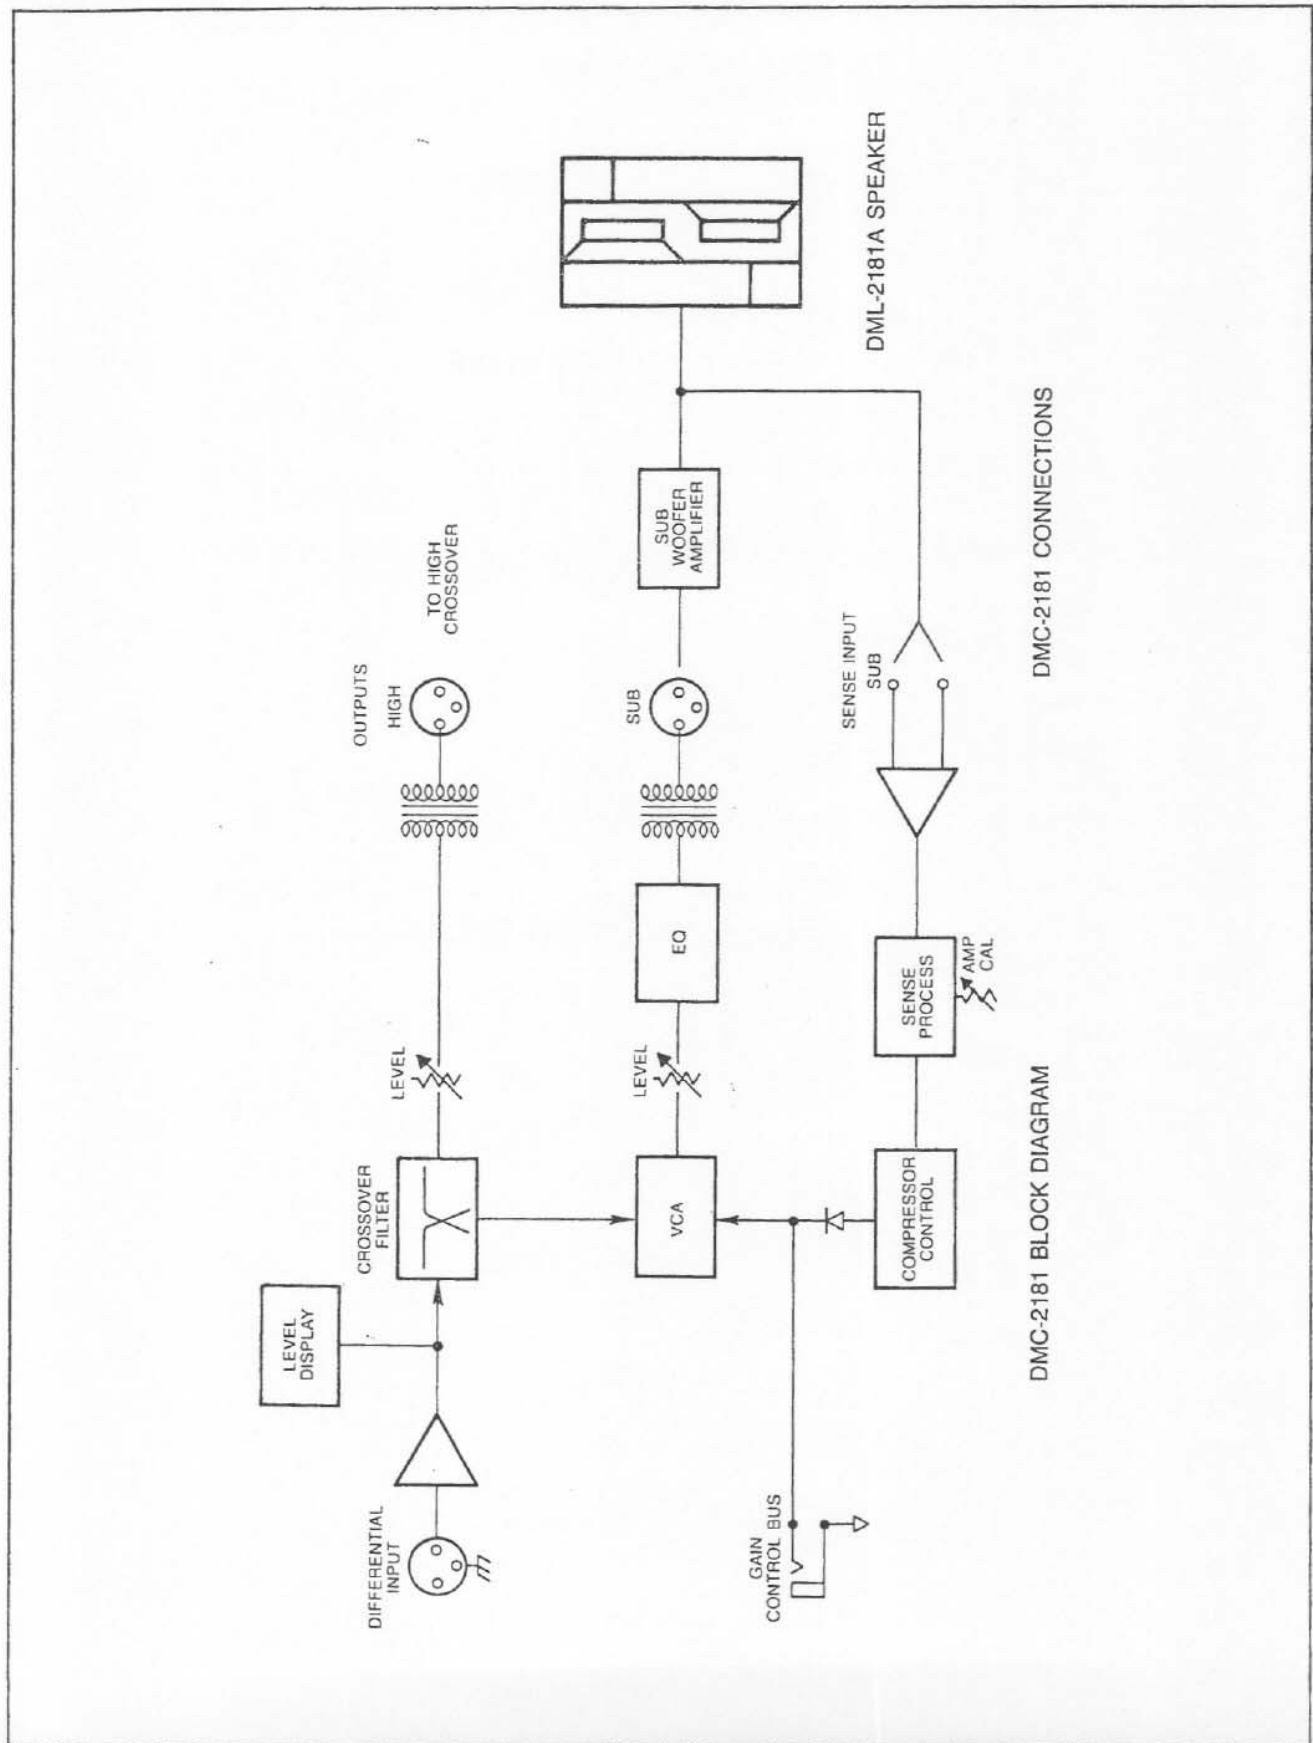 LEVEL
DISPLAY
DIFFERENTIAL
INPUT
CROSSOVER
FILTER
LEVEL
OUTPUTS
HIGH
TO HIGH
CROSSOVER
VCA
LEVEL
EQ
SUB
SUB
WOOFER
AMPLIFIER
GAIN
CONTROL BUS
COMPRESSOR
CONTROL
SENSE
PROCESS
AMP
CAL
SENSE INPUT
SUB
DML-2181A SPEAKER
DMC-2181 BLOCK DIAGRAM
DMC-2181 CONNECTIONS